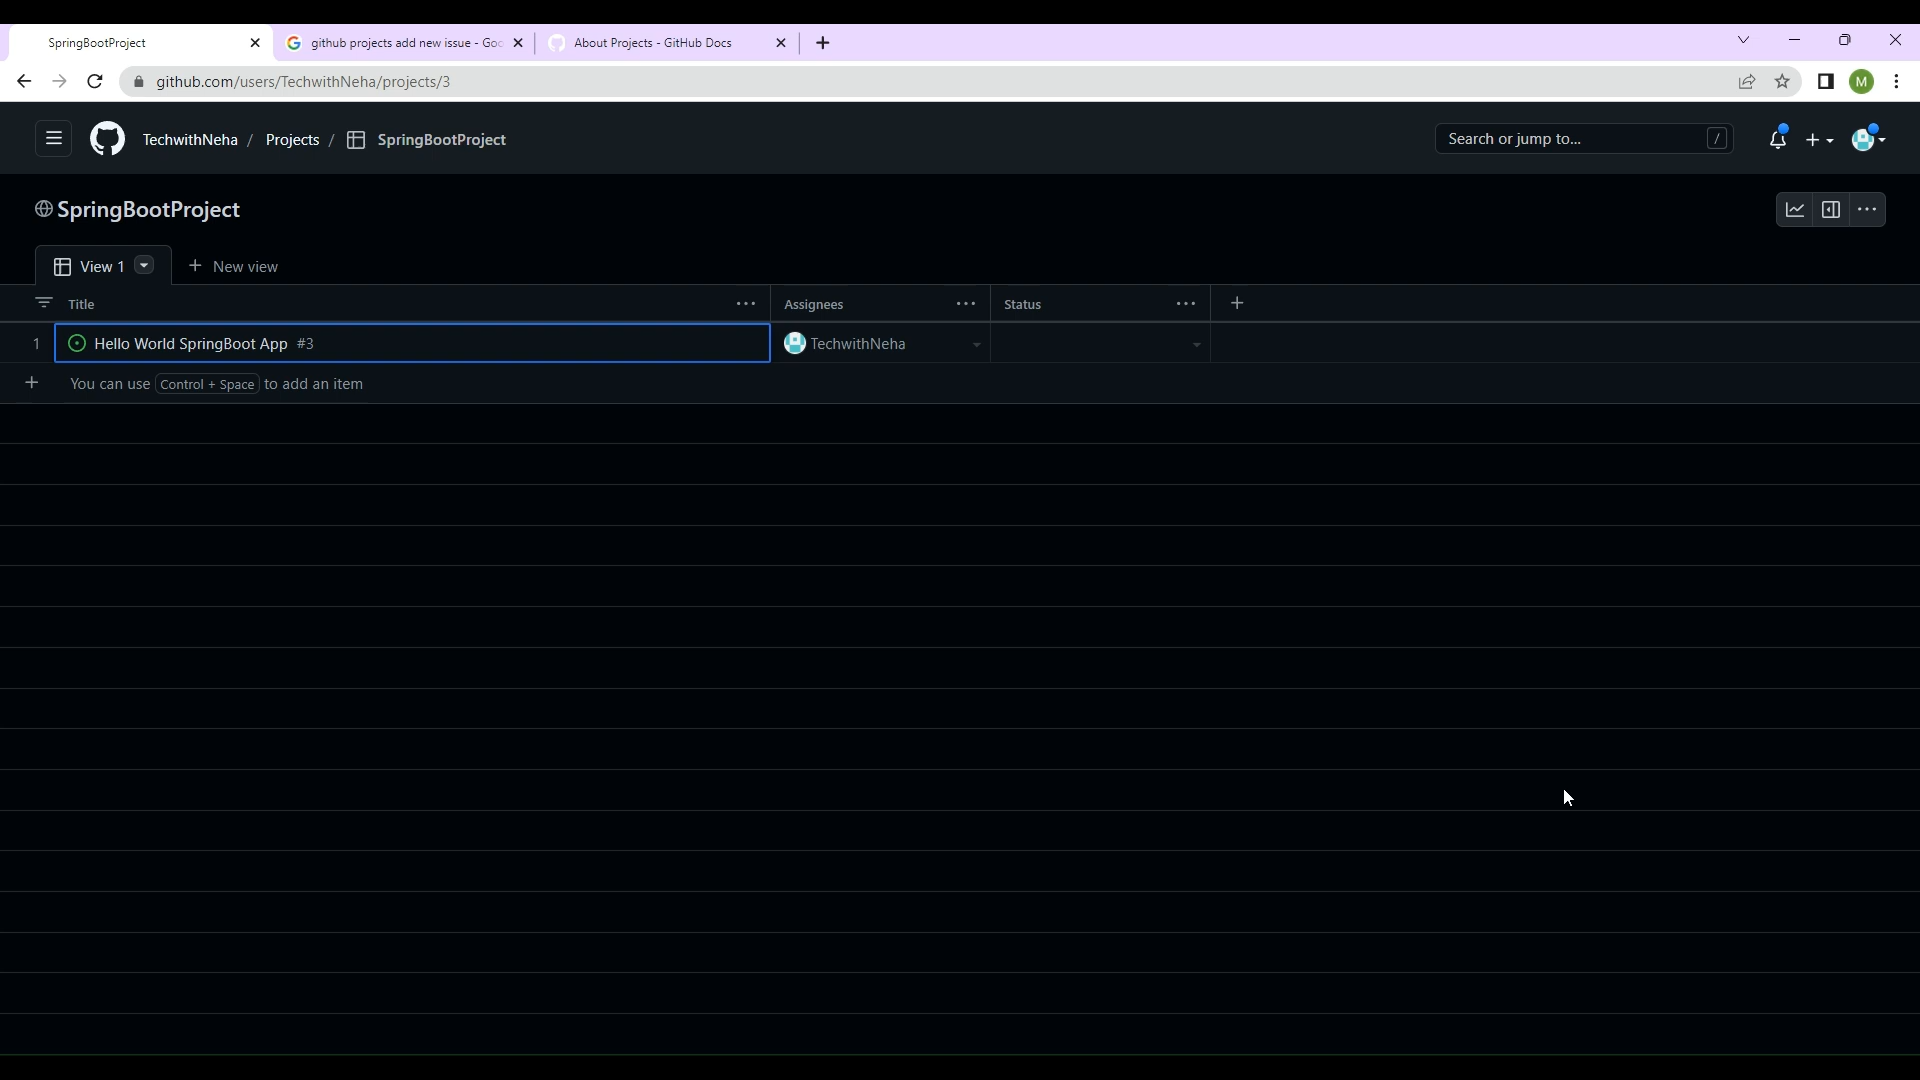 SpringBootProject
github projects add new issue - Goo
About Projects - GitHub Docs
github.com/users/TechwithNeha/projects/3
M
TechwithNeha / Projects / SpringBootProject
Search or jump to... /
SpringBootProject
View 1
New view
Title
Assignees
Status
1 Hello World SpringBoot App #3
TechwithNeha
You can use Control + Space to add an item